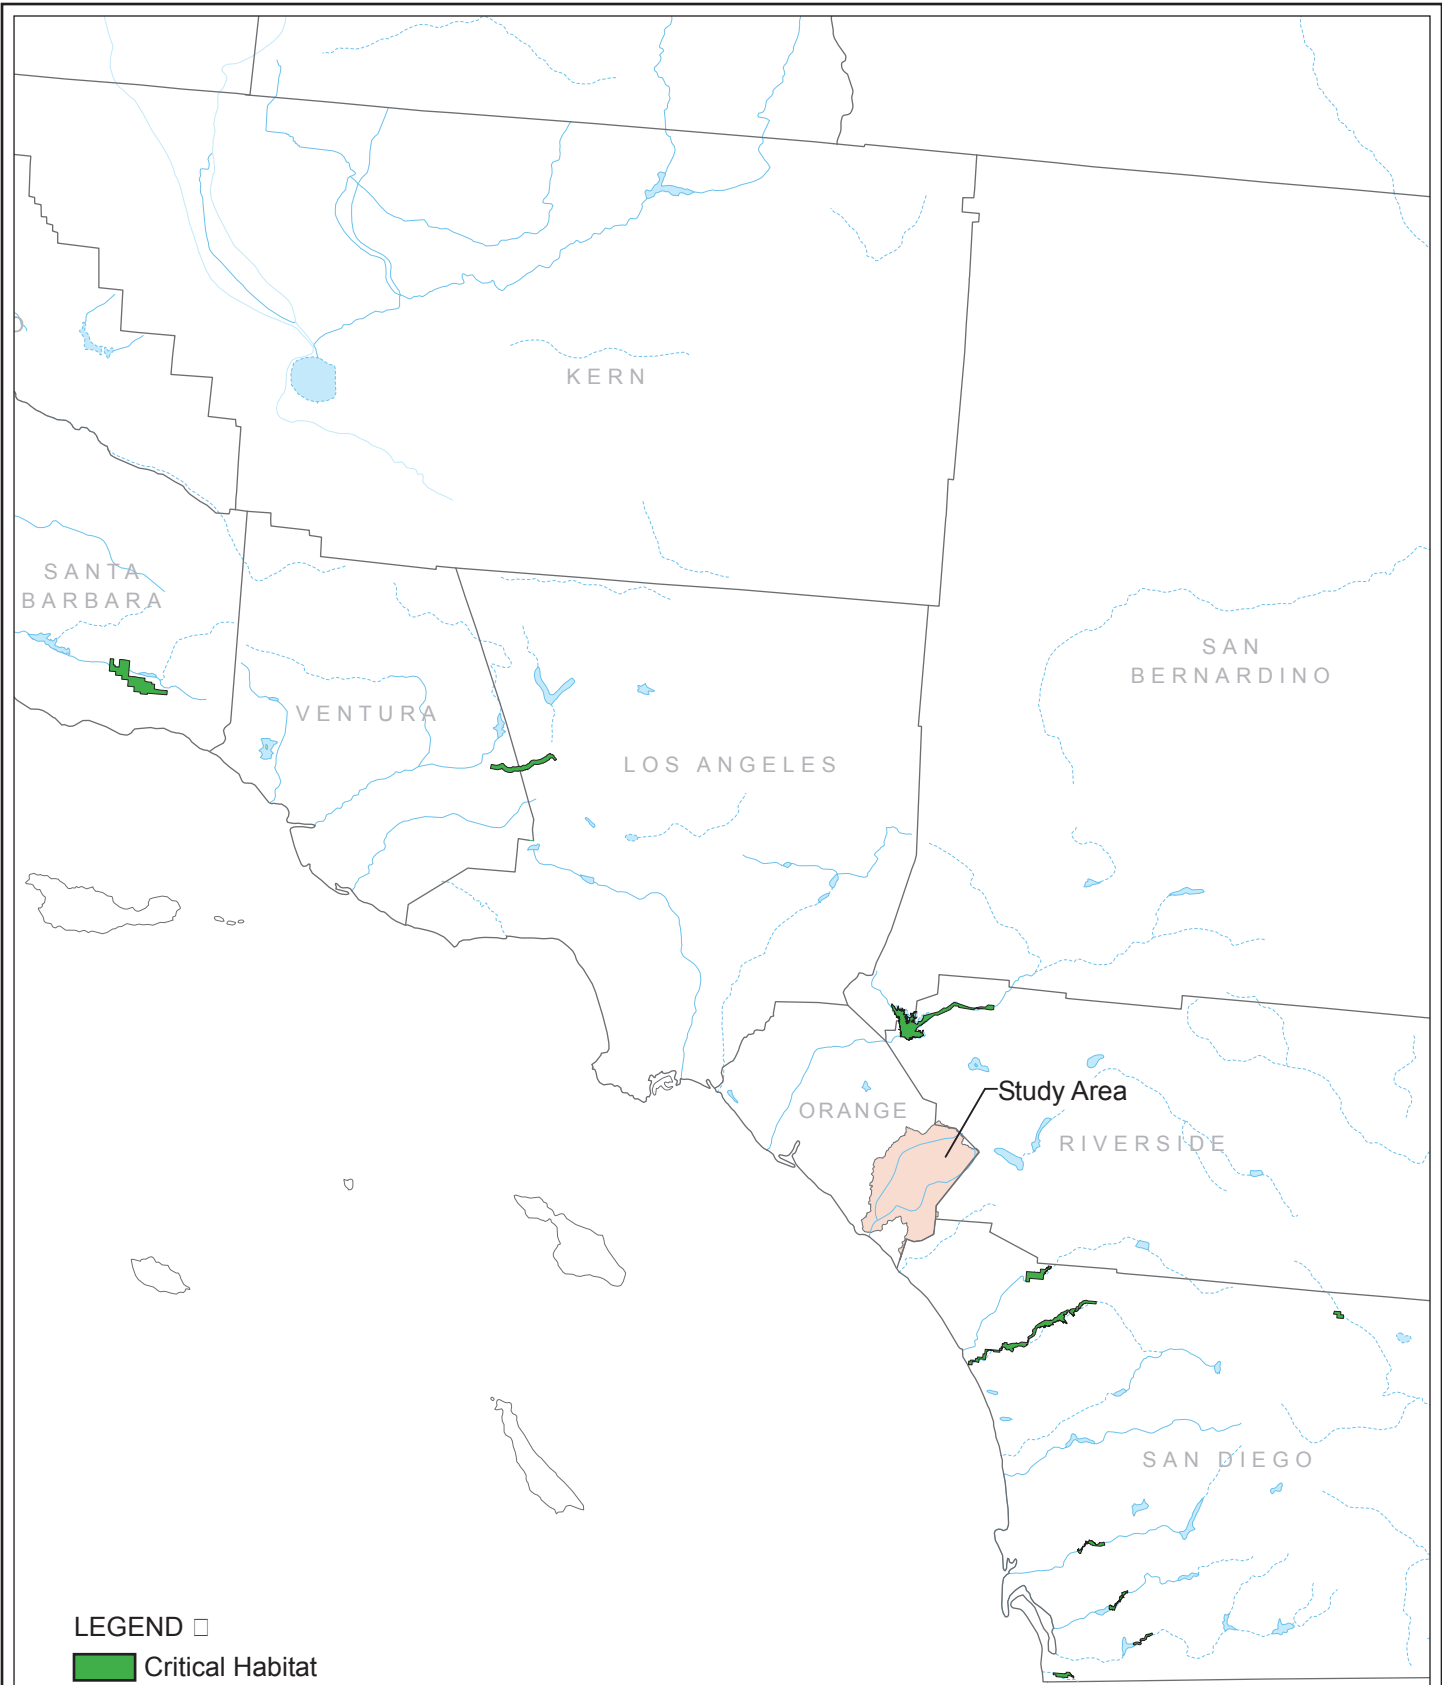 KERN
SANTA
BARBARA
SAN
BERNARDINO
VENTURA
LOS ANGELES
Study Area
ORANGE
RIVERSIDE
SAN DIEGO
LEGEND □
Critical Habitat